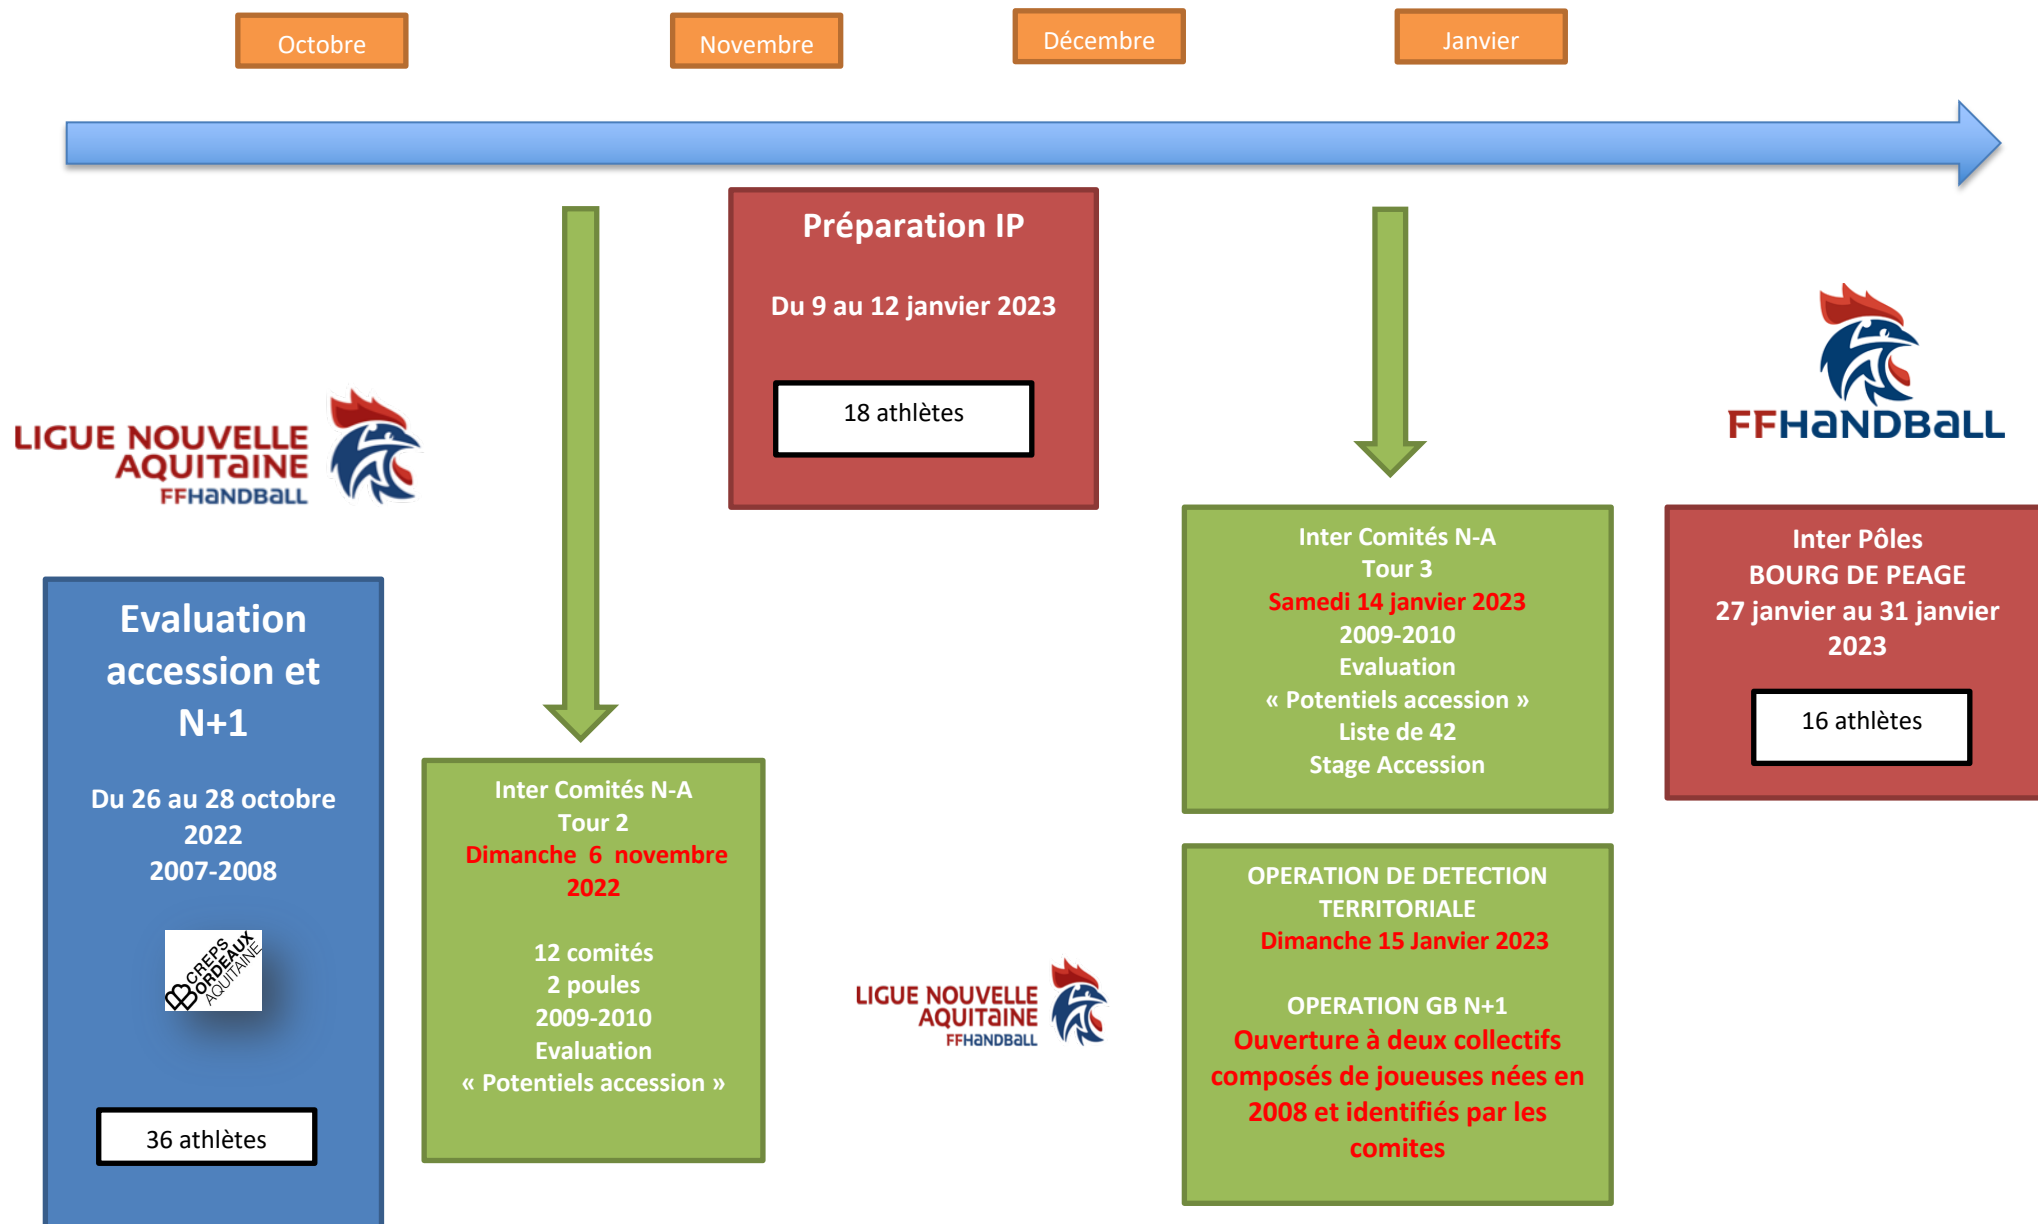 Octobre
Novembre
Décembre
Janvier
Préparation IP
Du 9 au 12 janvier 2023
18 athlètes
LIGUE NOUVELLE
AQUITAINE
FFHANDBALL
FFHANDBALL
Evaluation
accession et
N+1
Du 26 au 28 octobre
2022
2007-2008
CREPS
BORDEAUX
AQUITAINE
36 athlètes
Inter Comités N-A
Tour 2
Dimanche 6 novembre
2022
12 comités
2 poules
2009-2010
Evaluation
« Potentiels accession »
LIGUE NOUVELLE
AQUITAINE
FFHANDBALL
Inter Comités N-A
Tour 3
Samedi 14 janvier 2023
2009-2010
Evaluation
« Potentiels accession »
Liste de 42
Stage Accession
OPERATION DE DETECTION
TERRITORIALE
Dimanche 15 Janvier 2023
OPERATION GB N+1
Ouverture à deux collectifs
composés de joueuses nées en
2008 et identifiés par les
comites
Inter Pôles
BOURG DE PEAGE
27 janvier au 31 janvier
2023
16 athlètes